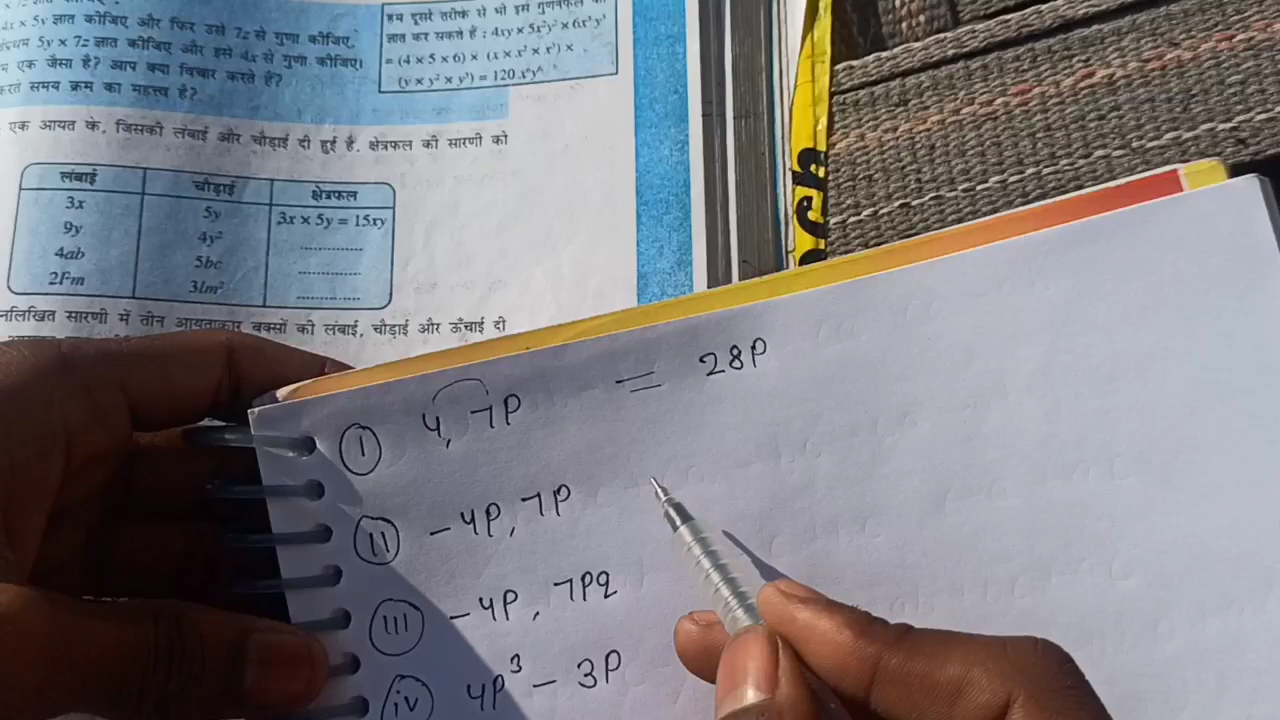 4x × 5y ज्ञात कीजिए और फिर उसे 7z से गुणा कीजिए,
5y × 7z ज्ञात कीजिए और इसे 4x से गुणा कीजिए।
एक जैसा है? आप क्या विचार करते हैं?
करते समय क्रम का महत्त्व है?
हम दूसरे तरीके से भी इस गुणनफल को
ज्ञात कर सकते हैं : 4xy × 5x²y² × 6x³y³
= (4 × 5 × 6) × (x × x² × x³) ×
(y × y² × y³) = 120 x⁶y⁶
एक आयत के, जिसकी लंबाई और चौड़ाई दी हुई है, क्षेत्रफल की सारणी को
लंबाई चौड़ाई क्षेत्रफल
3x 5y 3x × 5y = 15xy
9y 4y² ..............
4ab 5bc ..............
2l²m 3lm² ..............
सारणी में तीन आयताकार बक्सों की लंबाई, चौड़ाई और ऊँचाई दी
(i) 4, 7P = 28P
(ii) -4P, 7P
(iii) -4P, 7Pq
(iv) 4P³ - 3P